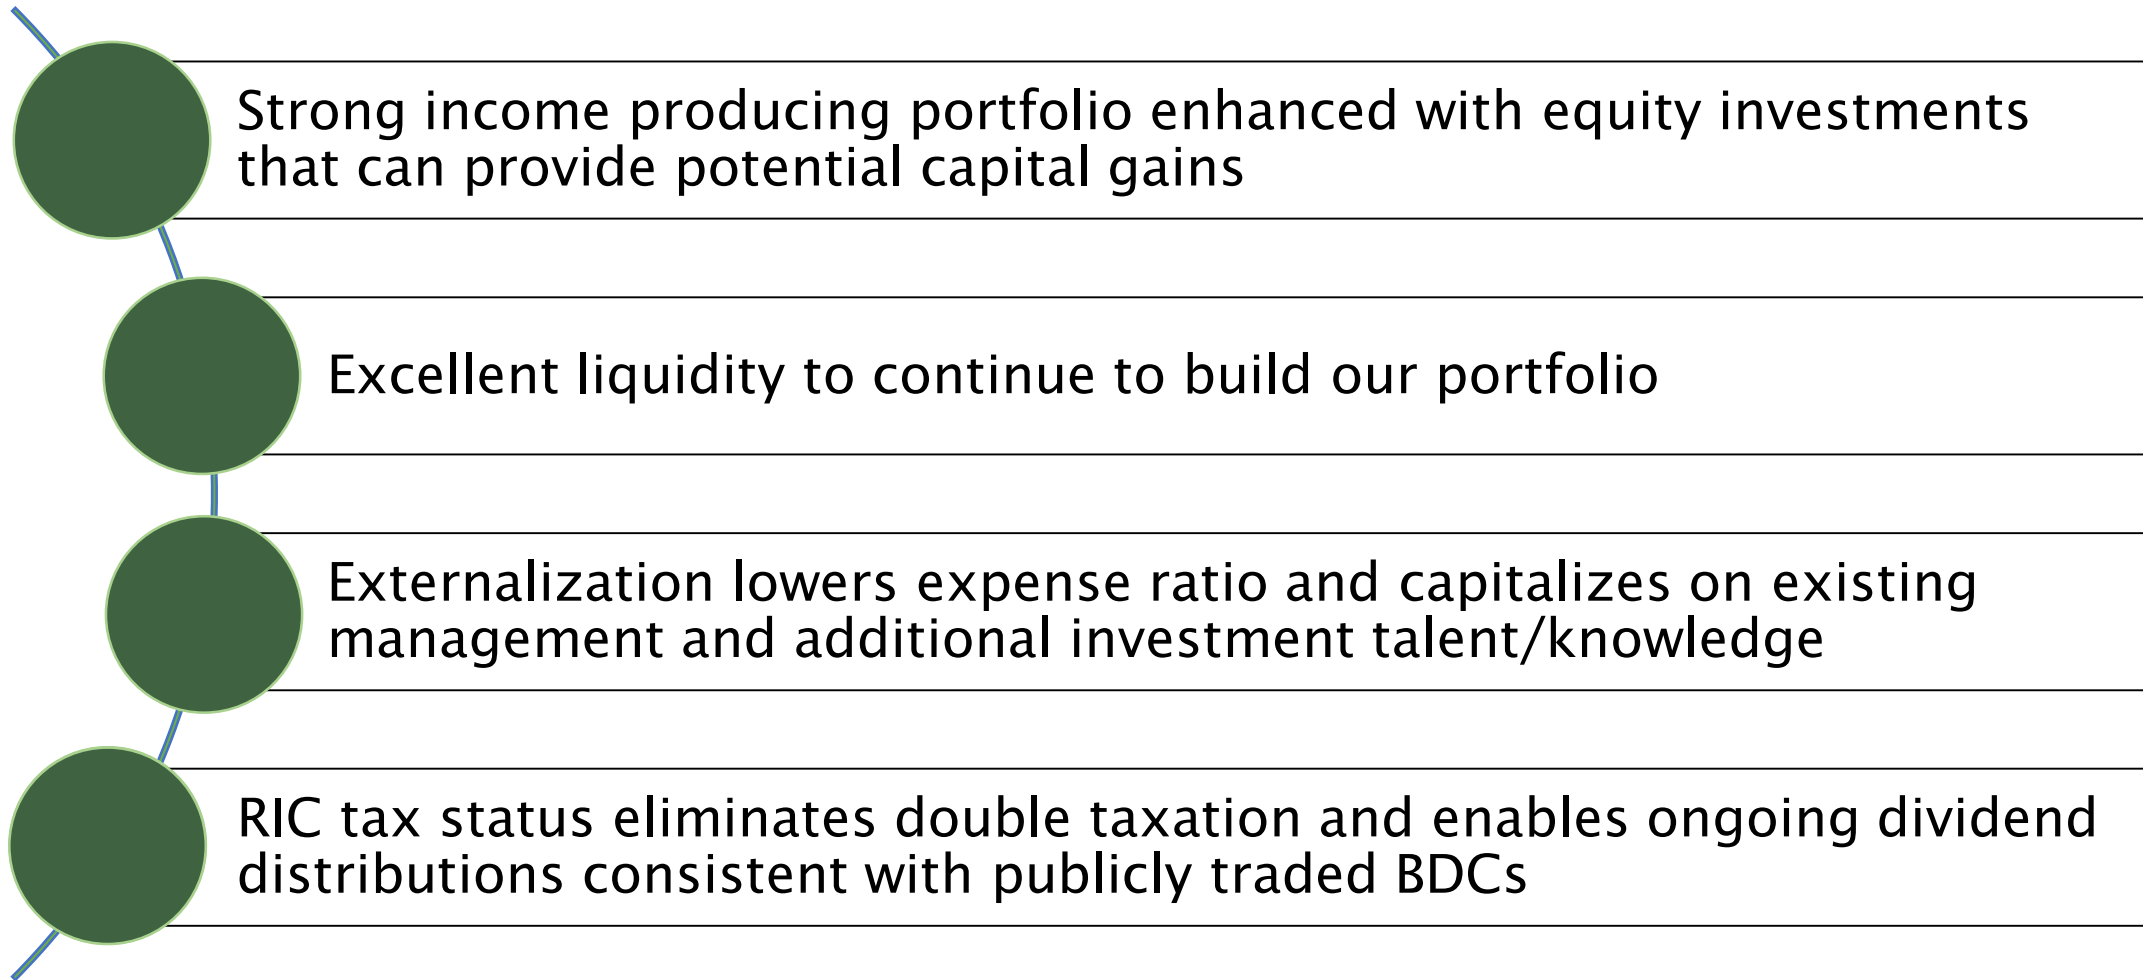 Strong income producing portfolio enhanced with equity investments
that can provide potential capital gains
Excellent liquidity to continue to build our portfolio
Externalization lowers expense ratio and capitalizes on existing
management and additional investment talent/knowledge
RIC tax status eliminates double taxation and enables ongoing dividend
distributions consistent with publicly traded BDCs